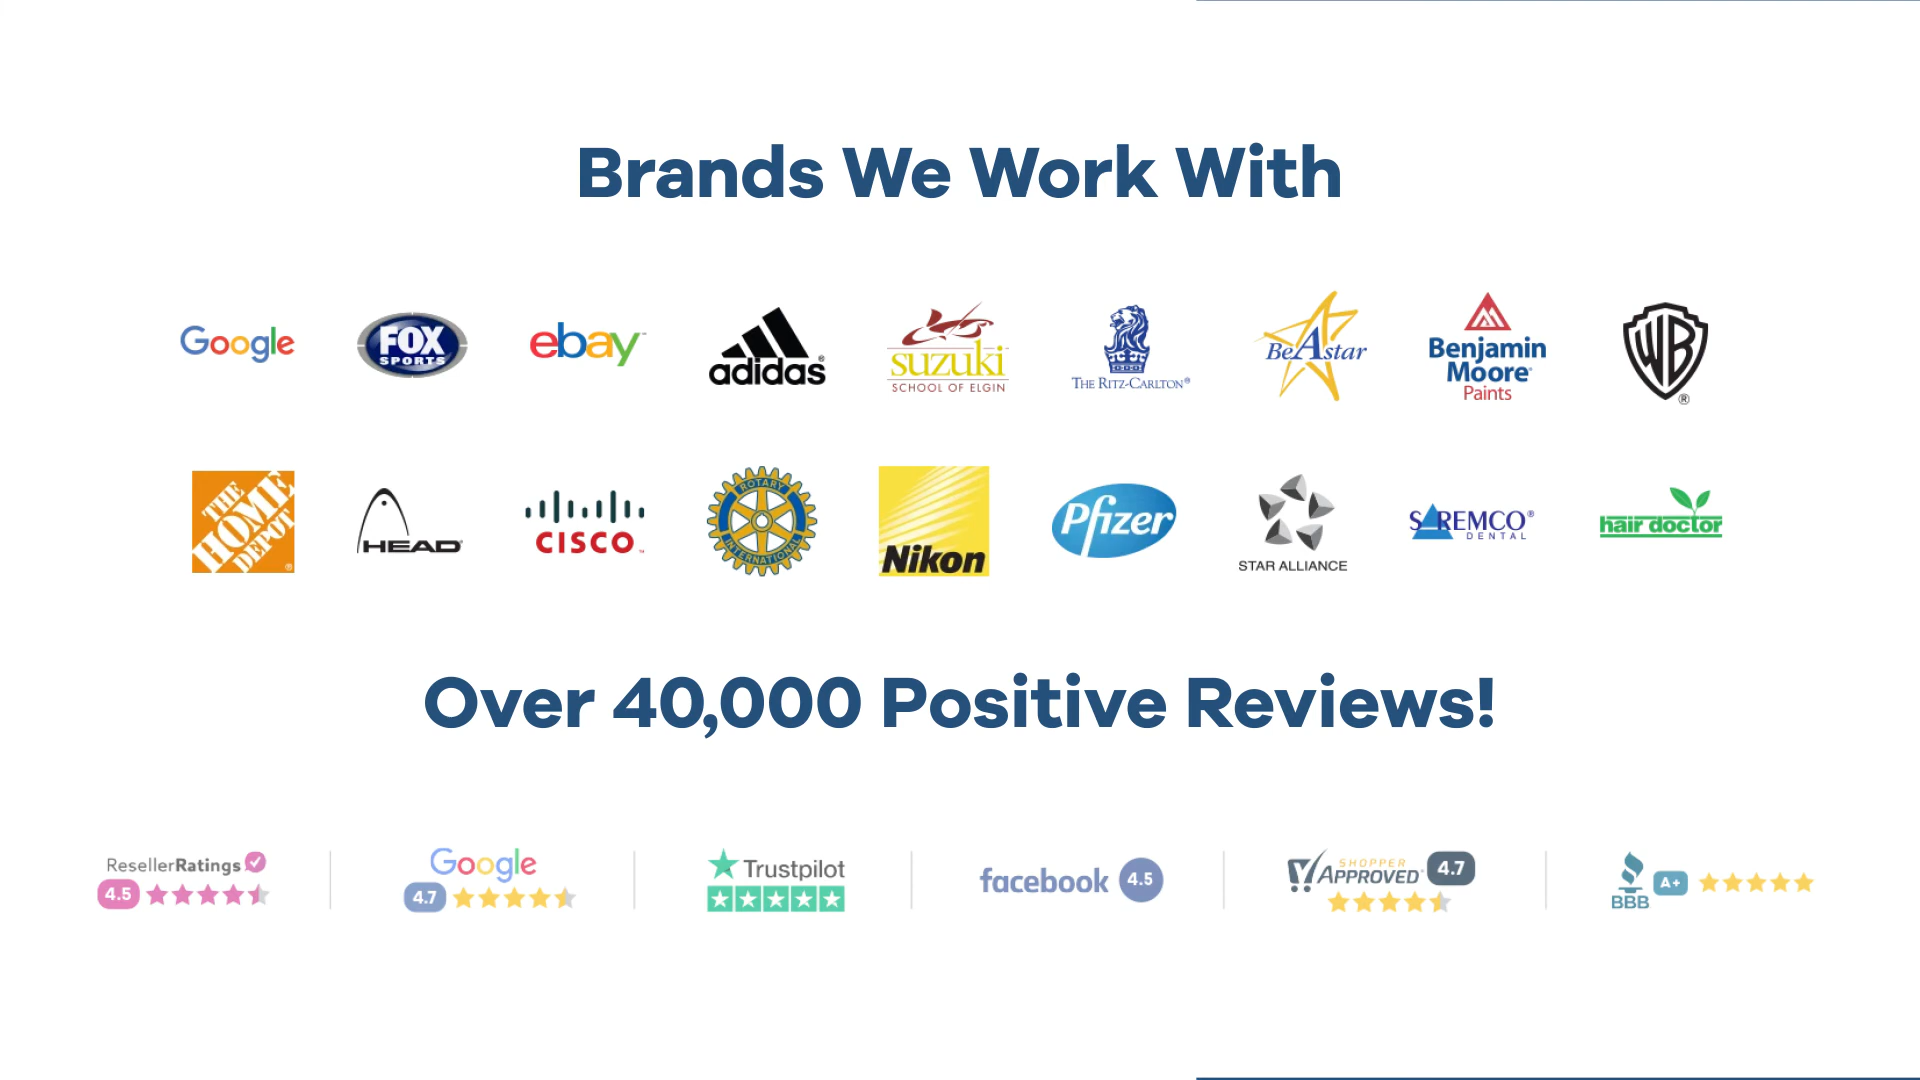 Brands We Work With
Google
FOX
SPORTS
ebay™
adidas®
suzuki
SCHOOL OF ELGIN
THE RITZ-CARLTON®
BeAstar
Benjamin
Moore®
Paints
WB®
THE
HOME
DEPOT®
HEAD
CISCO™
ROTARY
INTERNATIONAL
Nikon
Pfizer
STAR ALLIANCE
SAREMCO®
DENTAL
hair doctor
Over 40,000 Positive Reviews!
ResellerRatings
4.5
Google
4.7
Trustpilot
facebook 4.5
SHOPPER
APPROVED® 4.7
BBB A+